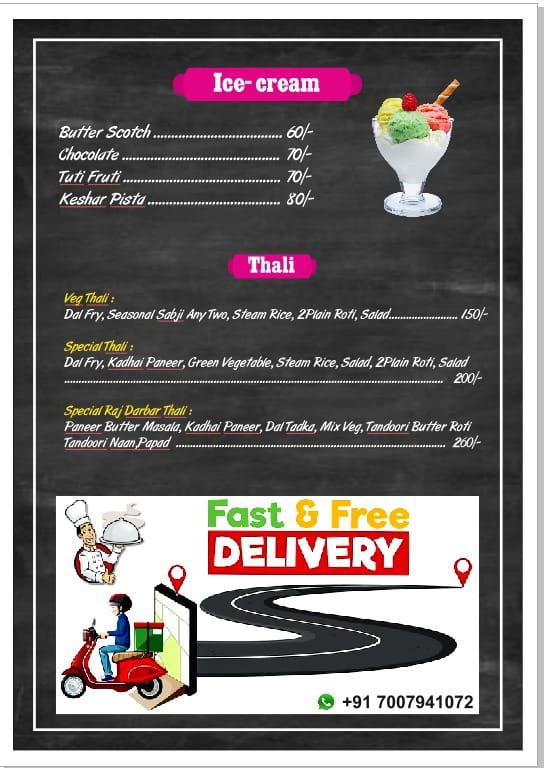 Ice-cream
Butter Scotch ..................................... 60/-
Chocolate ............................................. 70/-
Tuti Fruti ............................................. 70/-
Keshar Pista ...................................... 80/-
Thali
Veg Thali :
Dal Fry, Seasonal Sabji Any Two, Steam Rice, 2Plain Roti, Salad........................ 150/-
Special Thali :
Dal Fry, Kadhai Paneer, Green Vegetable, Steam Rice, Salad, 2Plain Roti, Salad
.................................................................................................................. 200/-
Special Raj Darbar Thali :
Paneer Butter Masala, Kadhai Paneer, Dal Tadka, Mix Veg, Tandoori Butter Roti
Tandoori Naan,Papad .................................................................................. 260/-
Fast & Free
DELIVERY
+91 7007941072